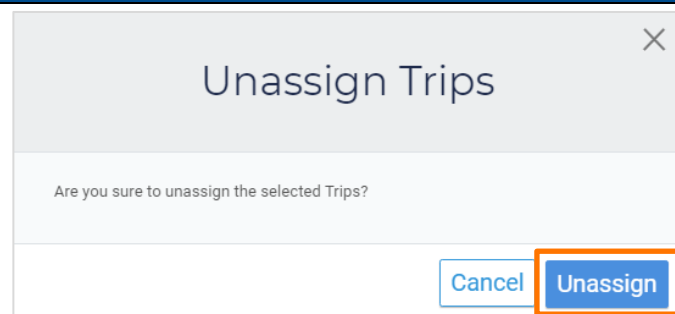 Unassign Trips
Are you sure to unassign the selected Trips?
Cancel Unassign